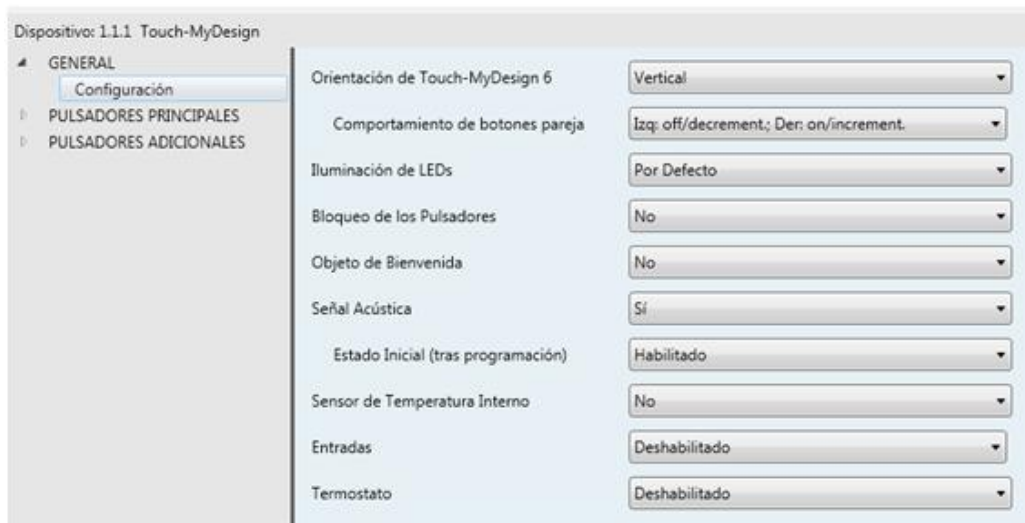 Dispositivo: 1.1.1 Touch-MyDesign
GENERAL
Configuración
PULSADORES PRINCIPALES
PULSADORES ADICIONALES
Orientación de Touch-MyDesign 6 Vertical
Comportamiento de botones pareja Izq: off/decrement.; Der: on/increment.
Iluminación de LEDs Por Defecto
Bloqueo de los Pulsadores No
Objeto de Bienvenida No
Señal Acústica Sí
Estado Inicial (tras programación) Habilitado
Sensor de Temperatura Interno No
Entradas Deshabilitado
Termostato Deshabilitado